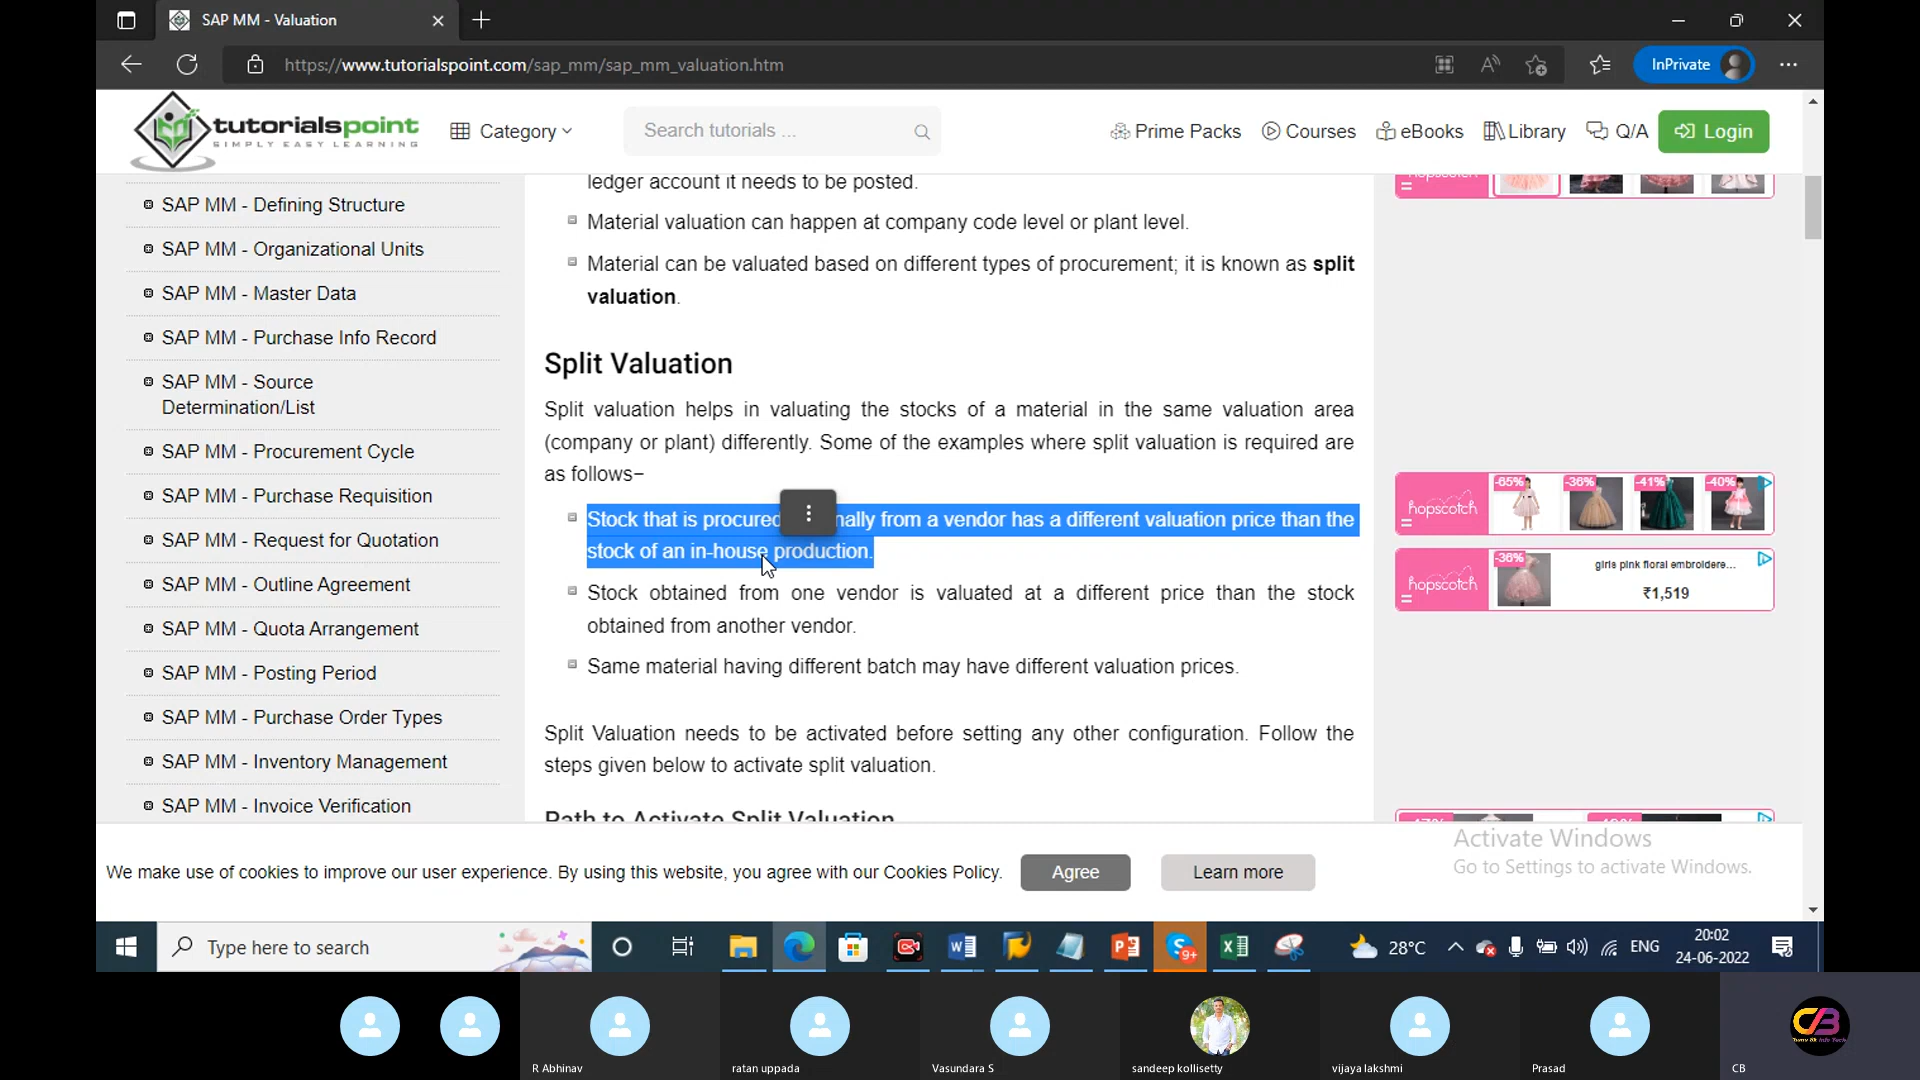 SAP MM - Valuation
https://www.tutorialspoint.com/sap_mm/sap_mm_valuation.htm
InPrivate
tutorialspoint
SIMPLY EASY LEARNING
Category
Search tutorials ...
Prime Packs
Courses
eBooks
Library
Q/A
Login
SAP MM - Defining Structure
SAP MM - Organizational Units
SAP MM - Master Data
SAP MM - Purchase Info Record
SAP MM - Source
Determination/List
SAP MM - Procurement Cycle
SAP MM - Purchase Requisition
SAP MM - Request for Quotation
SAP MM - Outline Agreement
SAP MM - Quota Arrangement
SAP MM - Posting Period
SAP MM - Purchase Order Types
SAP MM - Inventory Management
SAP MM - Invoice Verification
ledger account it needs to be posted.
Material valuation can happen at company code level or plant level.
Material can be valuated based on different types of procurement; it is known as split
valuation.
Split Valuation
Split valuation helps in valuating the stocks of a material in the same valuation area
(company or plant) differently. Some of the examples where split valuation is required are
as follows−
Stock that is procured nally from a vendor has a different valuation price than the
stock of an in-house production.
Stock obtained from one vendor is valuated at a different price than the stock
obtained from another vendor.
Same material having different batch may have different valuation prices.
Split Valuation needs to be activated before setting any other configuration. Follow the
steps given below to activate split valuation.
Path to Activate Split Valuation
hopscotch
hopscotch
-65%
-36%
-41%
-40%
hopscotch
-36%
girls pink floral embroidere...
₹1,519
Activate Windows
Go to Settings to activate Windows.
We make use of cookies to improve our user experience. By using this website, you agree with our Cookies Policy.
Agree
Learn more
Type here to search
9+
28°C
ENG
20:02
24-06-2022
R Abhinav
ratan uppada
Vasundara S
sandeep kollisetty
vijaya lakshmi
Prasad
CB
CB